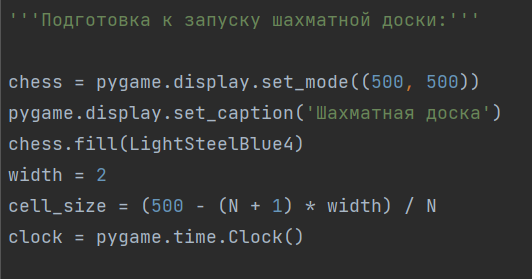 '''Подготовка к запуску шахматной доски:'''
chess = pygame.display.set_mode((500, 500))
pygame.display.set_caption('Шахматная доска')
chess.fill(LightSteelBlue4)
width = 2
cell_size = (500 - (N + 1) * width) / N
clock = pygame.time.Clock()